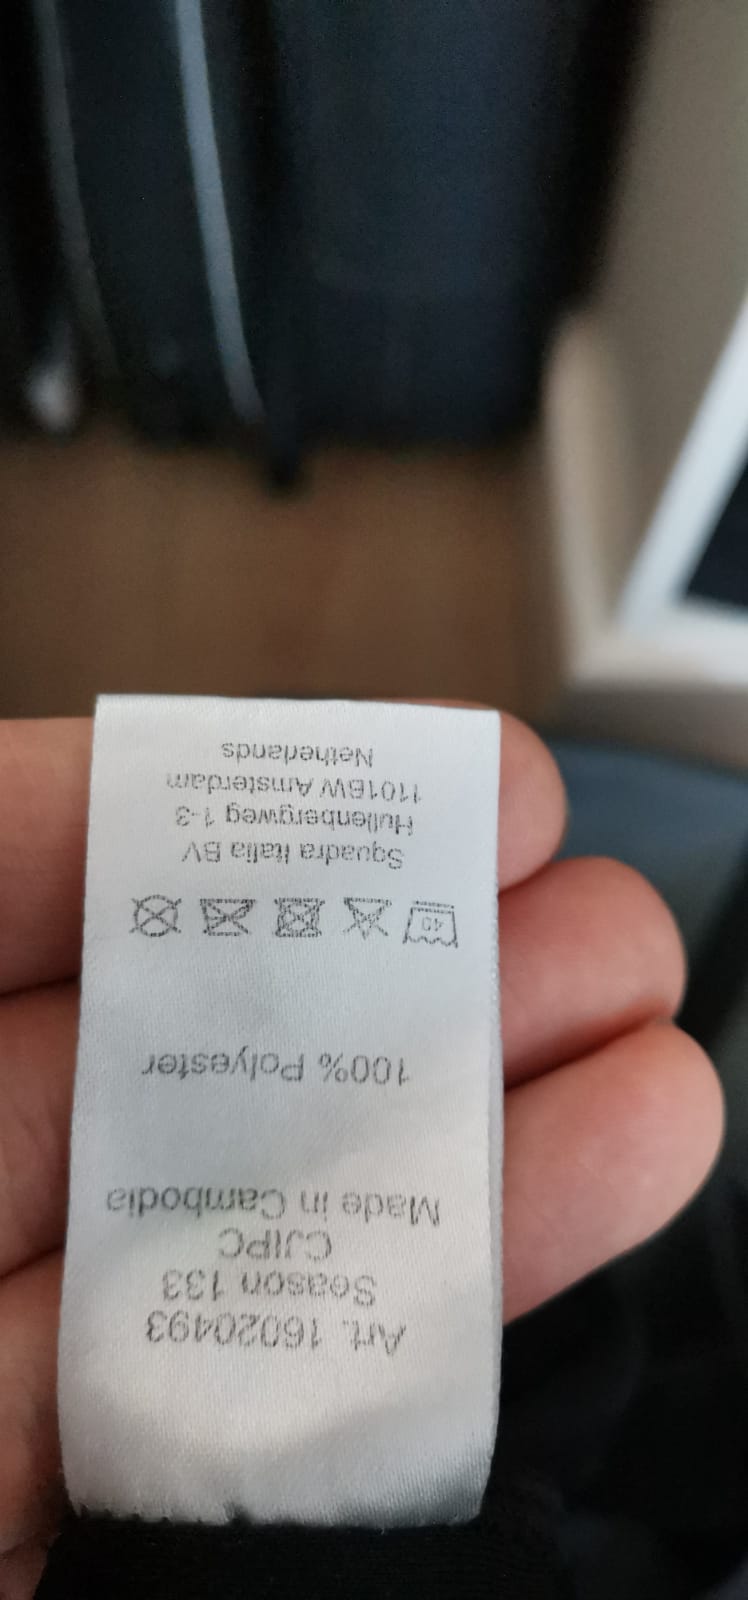 Art. 16020493
Season 133
CJIPC
Made in Cambodia
100% Polyester
40
Squadra Italia BV
Hullenbergweg 1-3
1101BW Amsterdam
Netherlands